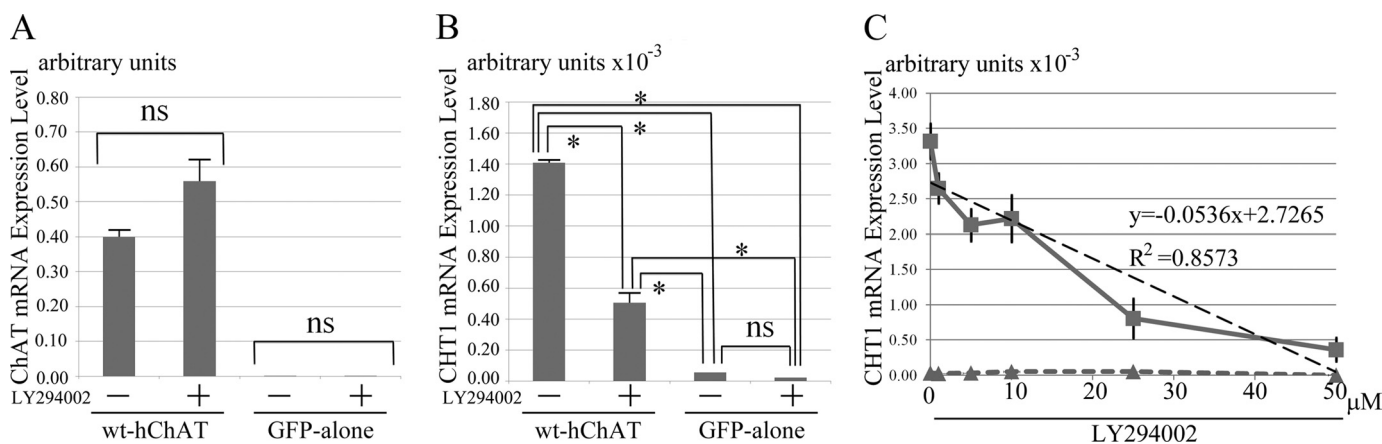 A
arbitrary units
ChAT mRNA Expression Level
0.80
0.70
0.60
0.50
0.40
0.30
0.20
0.10
0.00
ns
ns
LY294002 − + − +
wt-hChAT GFP-alone
B
arbitrary units x10⁻³
CHT1 mRNA Expression Level
1.80
1.60
1.40
1.20
1.00
0.80
0.60
0.40
0.20
0.00
*
* *
*
* ns
LY294002 − + − +
wt-hChAT GFP-alone
C
arbitrary units x10⁻³
CHT1 mRNA Expression Level
4.00
3.50
3.00
2.50
2.00
1.50
1.00
0.50
0.00
y=-0.0536x+2.7265
R² =0.8573
0 10 20 30 40 50 µM
LY294002